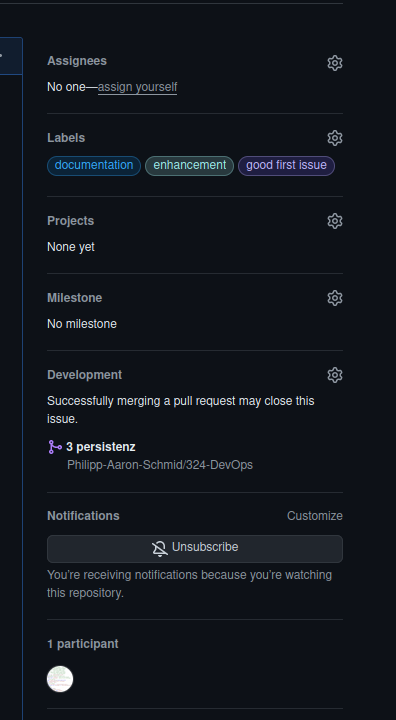 Assignees
No one—assign yourself
Labels
documentation enhancement good first issue
Projects
None yet
Milestone
No milestone
Development
Successfully merging a pull request may close this
issue.
3 persistenz
Philipp-Aaron-Schmid/324-DevOps
Notifications Customize
Unsubscribe
You're receiving notifications because you're watching
this repository.
1 participant